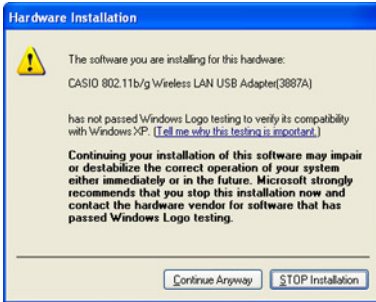 Hardware Installation
The software you are installing for this hardware:
CASIO 802.11b/g Wireless LAN USB Adapter(3887A)
has not passed Windows Logo testing to verify its compatibility
with Windows XP. (Tell me why this testing is important.)
Continuing your installation of this software may impair
or destabilize the correct operation of your system
either immediately or in the future. Microsoft strongly
recommends that you stop this installation now and
contact the hardware vendor for software that has
passed Windows Logo testing.
Continue Anyway
STOP Installation